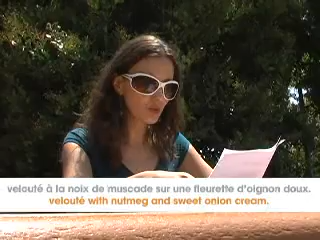 velouté à la noix de muscade sur une fleurette d'oignon doux.
velouté with nutmeg and sweet onion cream.